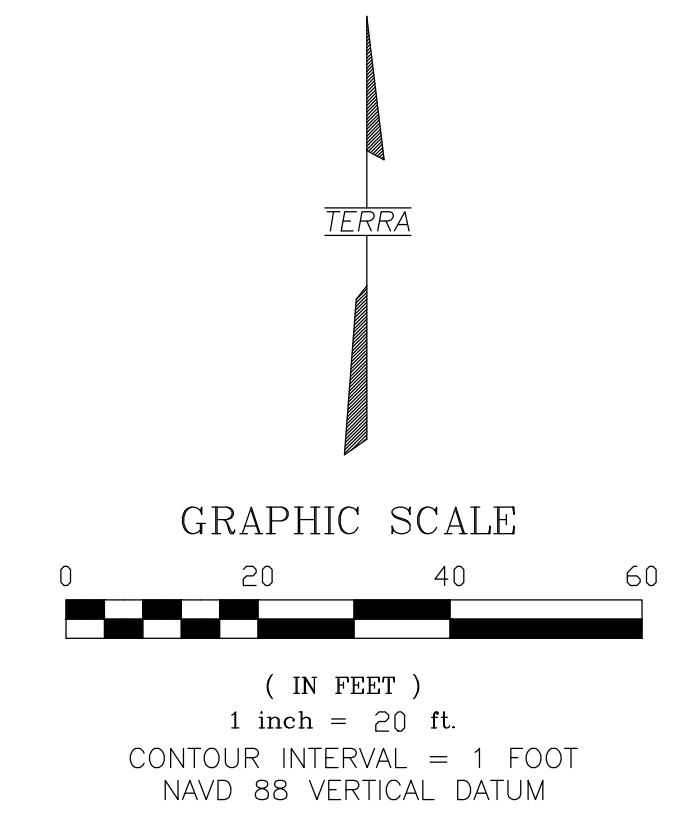 TERRA
GRAPHIC SCALE
0 20 40 60
( IN FEET )
1 inch = 20 ft.
CONTOUR INTERVAL = 1 FOOT
NAVD 88 VERTICAL DATUM